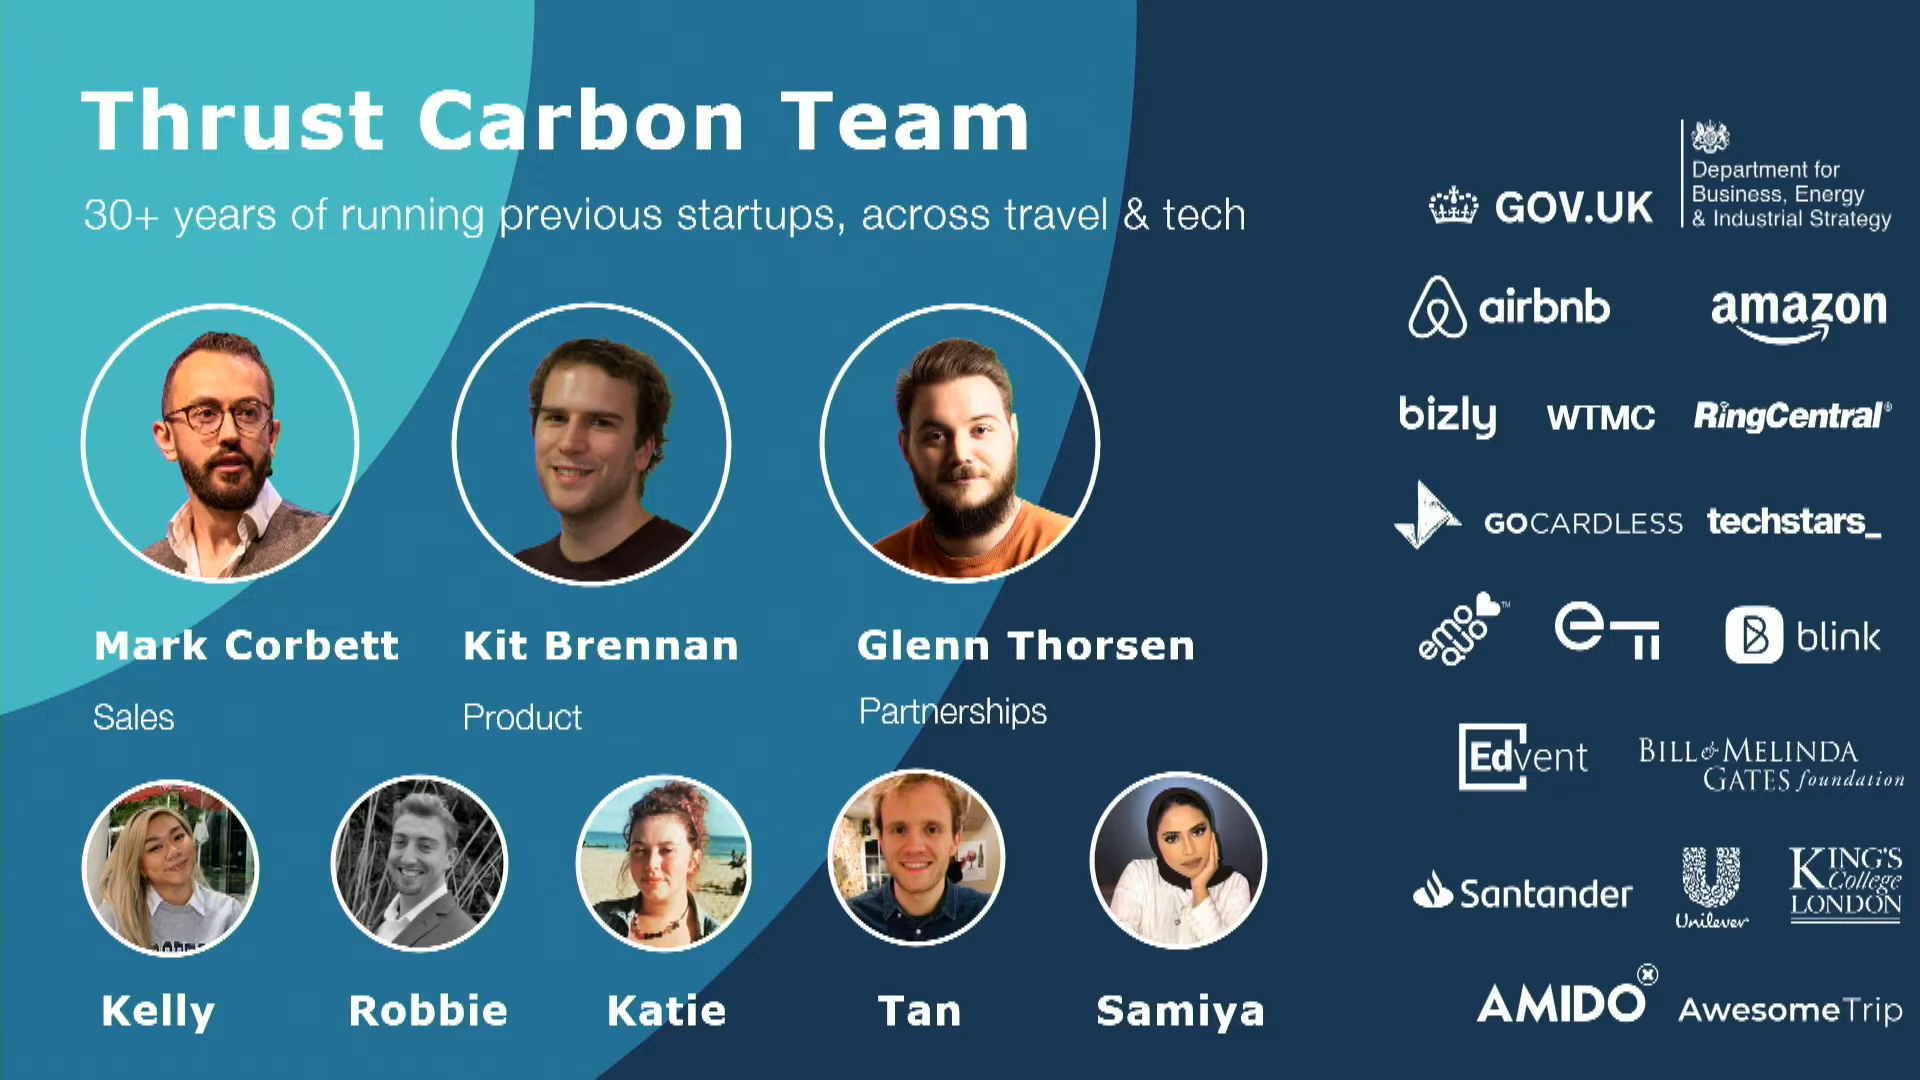 Thrust Carbon Team
30+ years of running previous startups, across travel & tech
Mark Corbett
Sales
Kit Brennan
Product
Glenn Thorsen
Partnerships
Kelly
Robbie
Katie
Tan
Samiya
GOV.UK
Department for
Business, Energy
& Industrial Strategy
airbnb
amazon
bizly
WTMC
RingCentral®
GOCARDLESS
techstars_
emoquo™
B blink
Edvent
BILL & MELINDA
GATES foundation
Santander
Unilever
KING'S
College
LONDON
AMIDO
AwesomeTrip